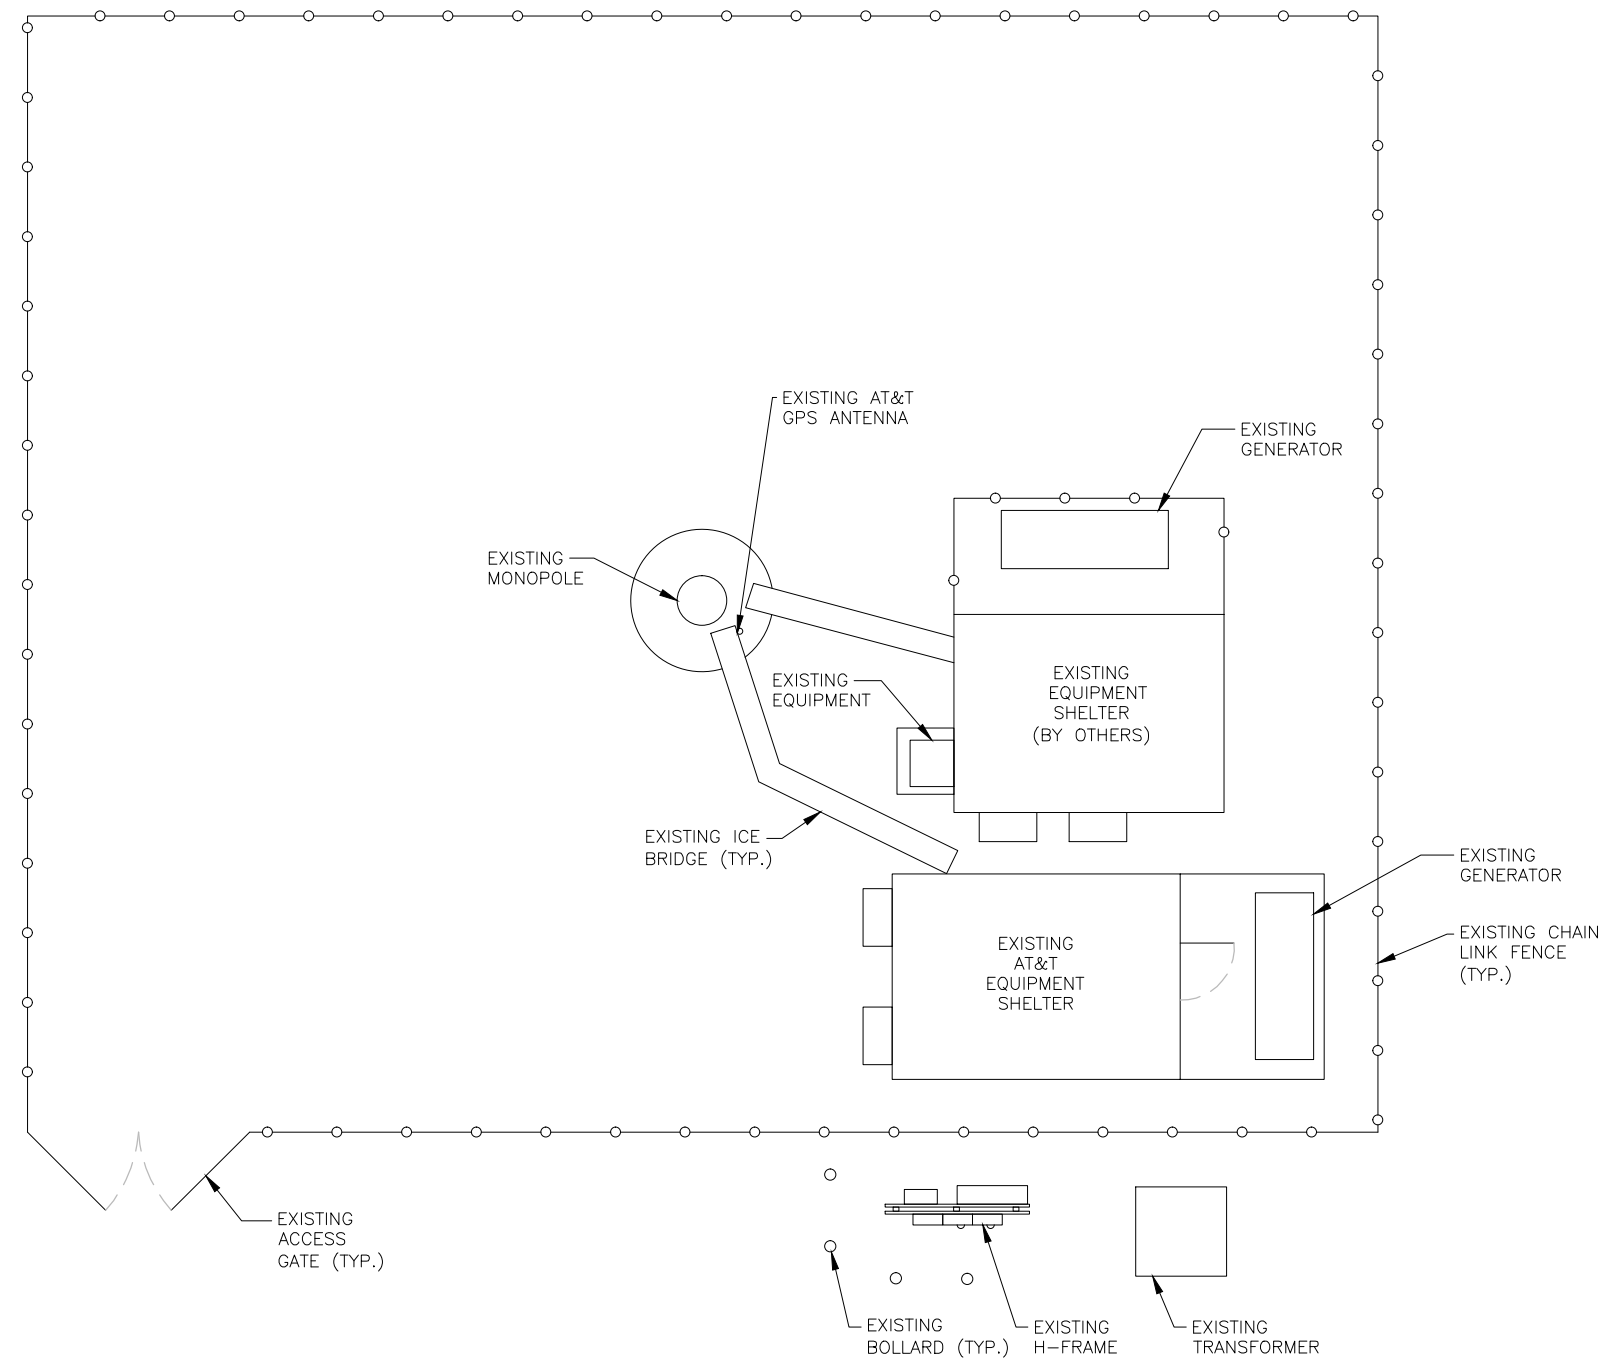 EXISTING AT&T
GPS ANTENNA
EXISTING
GENERATOR
EXISTING
MONOPOLE
EXISTING
EQUIPMENT
EXISTING
EQUIPMENT
SHELTER
(BY OTHERS)
EXISTING ICE
BRIDGE (TYP.)
EXISTING
GENERATOR
EXISTING CHAIN
LINK FENCE
(TYP.)
EXISTING
AT&T
EQUIPMENT
SHELTER
EXISTING
ACCESS
GATE (TYP.)
EXISTING
BOLLARD (TYP.)
EXISTING
H-FRAME
EXISTING
TRANSFORMER